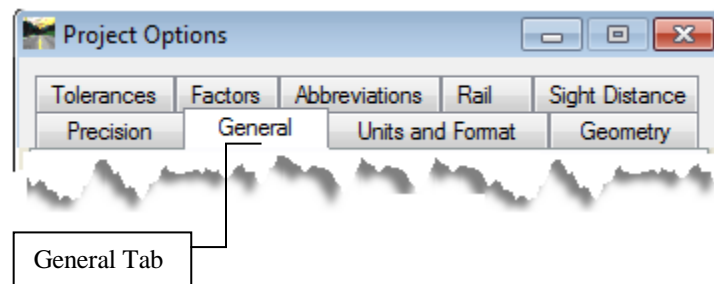 Project Options
Tolerances Factors Abbreviations Rail Sight Distance
Precision General Units and Format Geometry
General Tab